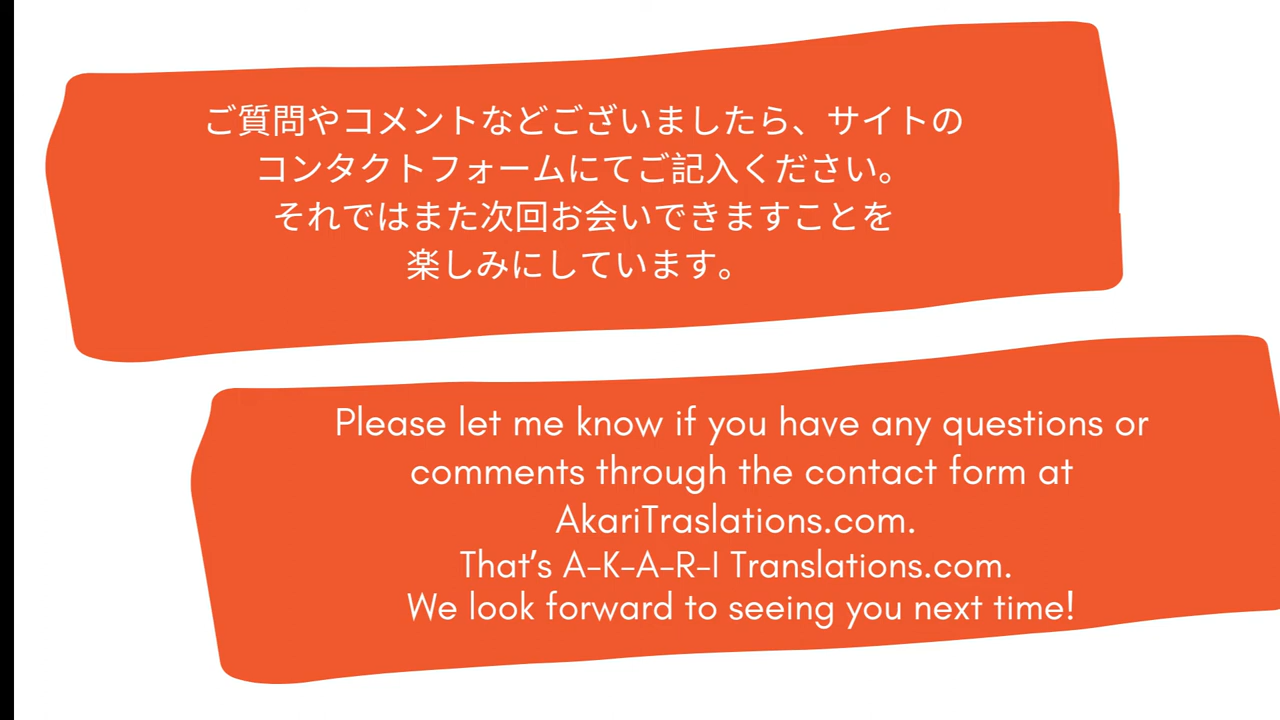 ご質問やコメントなどございましたら、サイトの
コンタクトフォームにてご記入ください。
それではまた次回お会いできますことを
楽しみにしています。
Please let me know if you have any questions or
comments through the contact form at
AkariTraslations.com.
That's A-K-A-R-I Translations.com.
We look forward to seeing you next time!